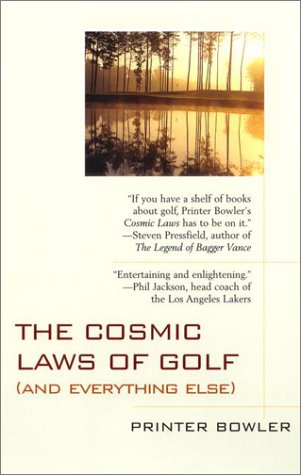 “If you have a shelf of books
about golf, Printer Bowler's
Cosmic Laws has to be on it.”
—Steven Pressfield, author of
The Legend of Bagger Vance
“Entertaining and enlightening.”
—Phil Jackson, head coach of
the Los Angeles Lakers
THE COSMIC
LAWS OF GOLF
(AND EVERYTHING ELSE)
PRINTER BOWLER